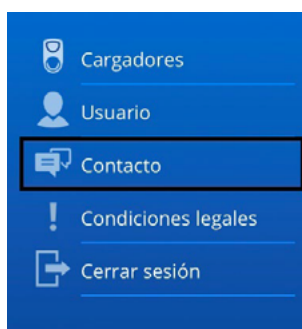 Cargadores
Usuario
Contacto
Condiciones legales
Cerrar sesión